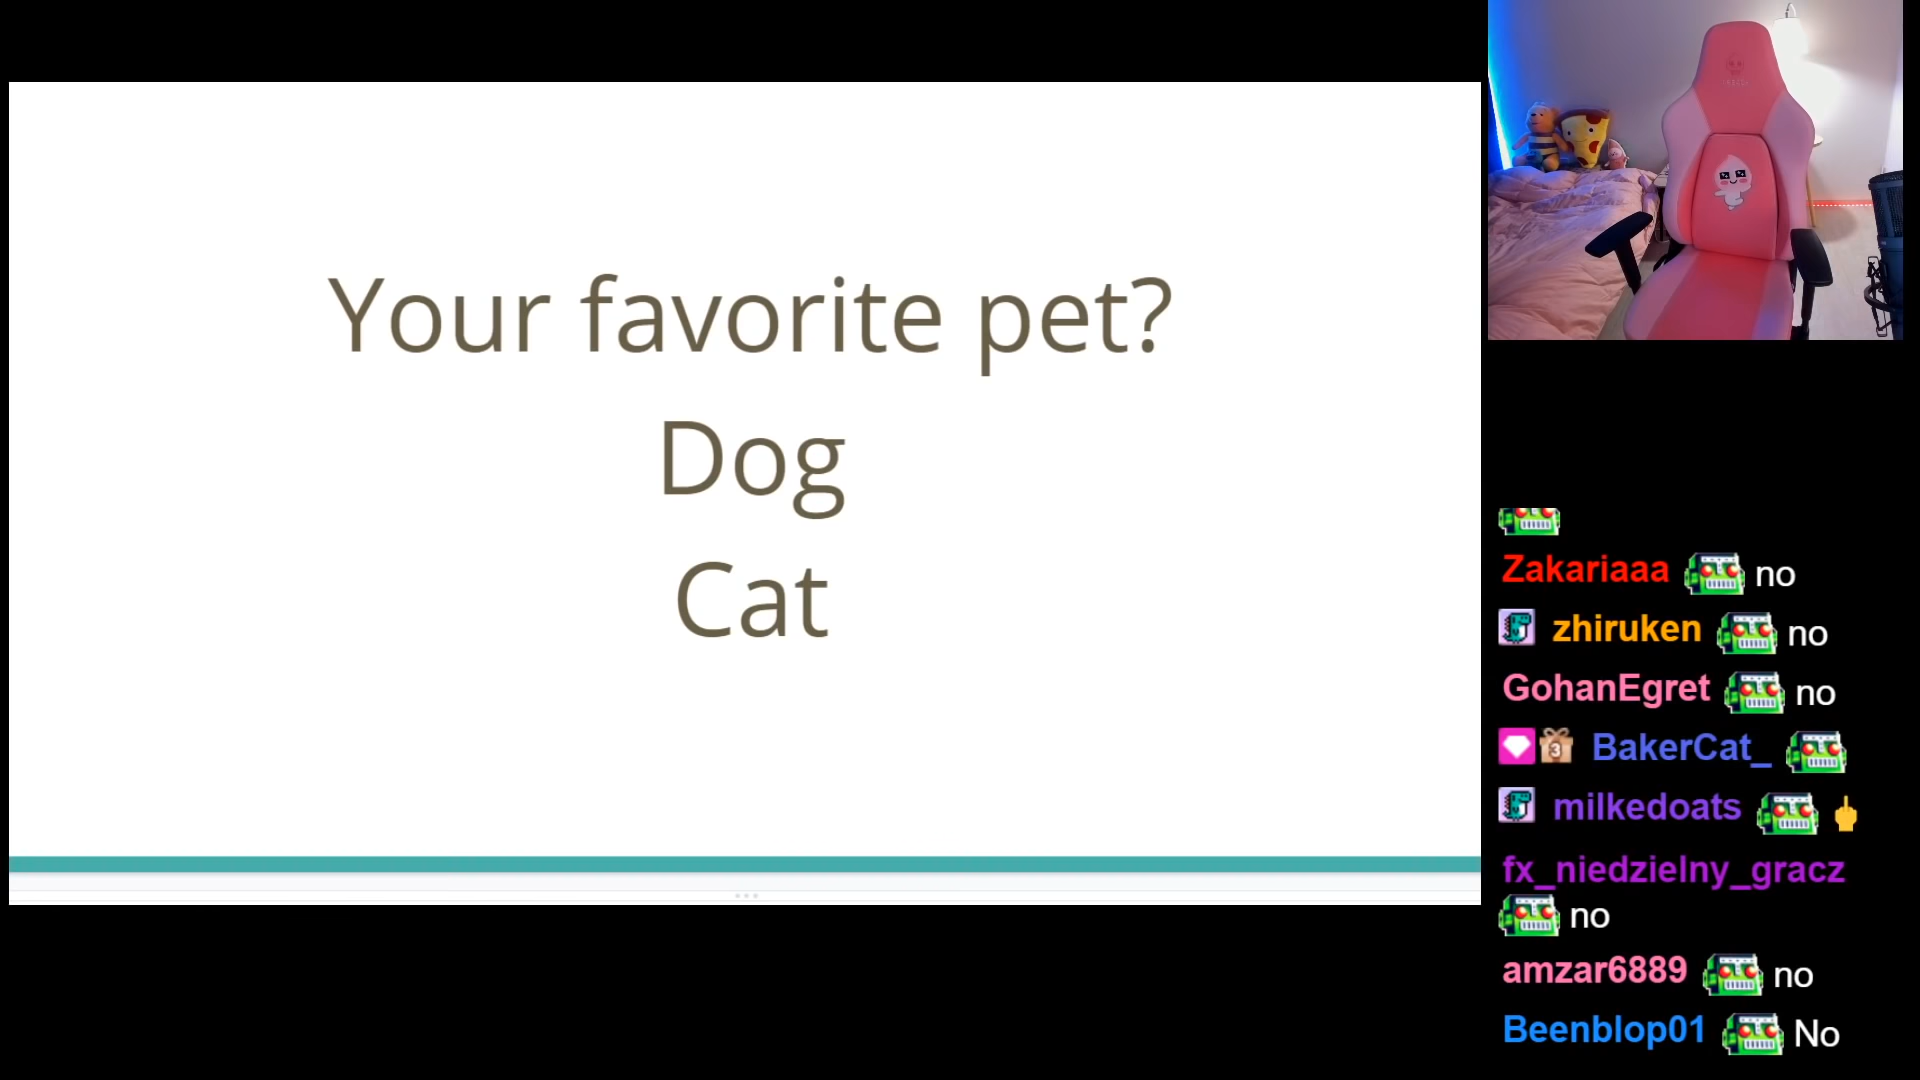 Your favorite pet?
Dog
Cat
Zakariaaa no
zhiruken no
GohanEgret no
3 BakerCat_
milkedoats
fx_niedzielny_gracz
no
amzar6889 no
Beenblop01 No